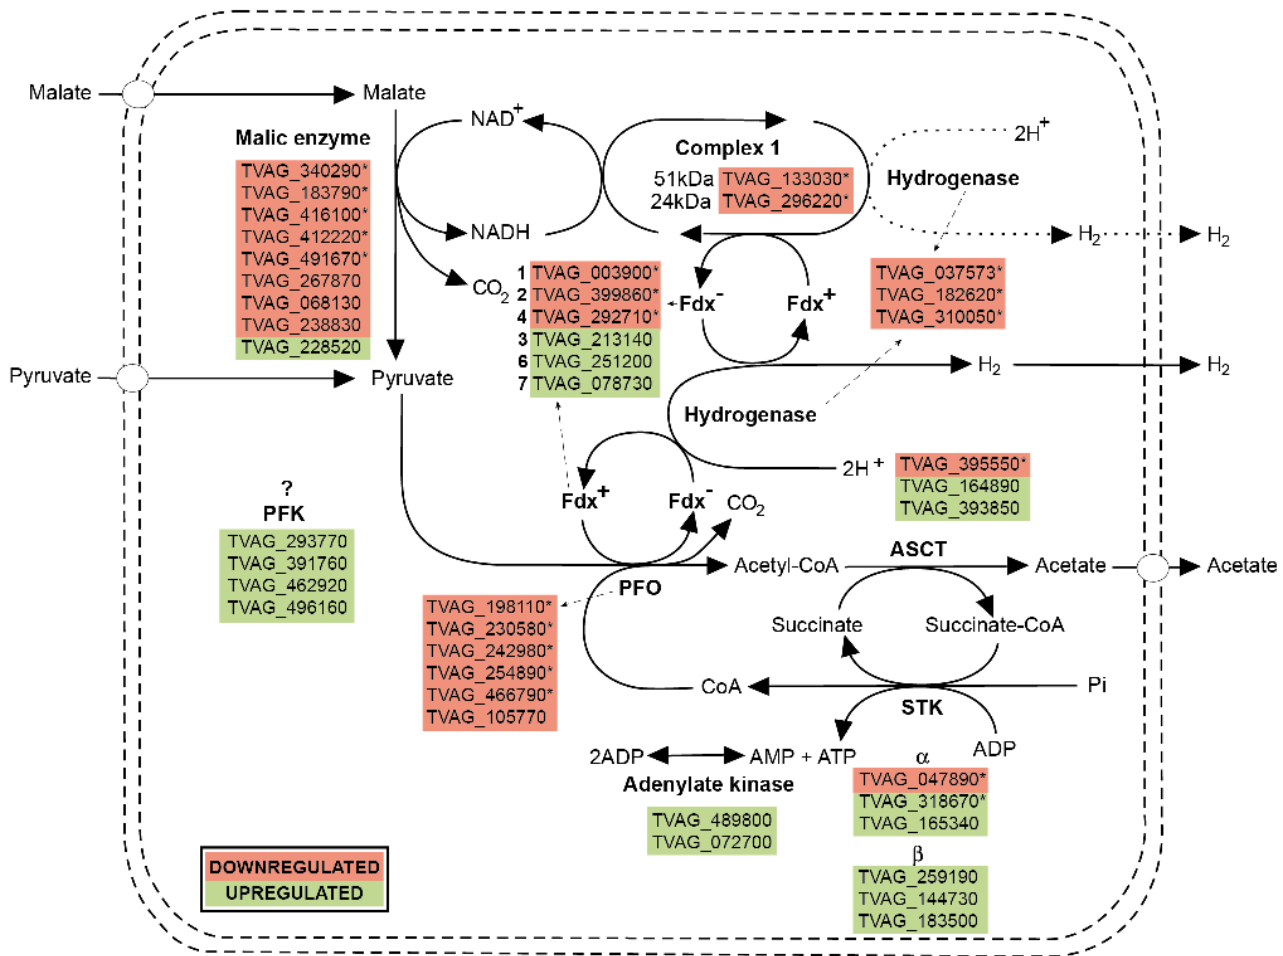 Malate
Malate
NAD+
2H+
Malic enzyme
TVAG_340290*
TVAG_183790*
TVAG_416100*
TVAG_412220*
TVAG_491670*
TVAG_267870
TVAG_068130
TVAG_238830
TVAG_228520
Complex 1
51kDa TVAG_133030*
24kDa TVAG_296220*
Hydrogenase
NADH
H2
H2
CO2
1 TVAG_003900*
2 TVAG_399860*
4 TVAG_292710*
3 TVAG_213140
6 TVAG_251200
7 TVAG_078730
Fdx-
Fdx+
TVAG_037573*
TVAG_182620*
TVAG_310050*
Pyruvate
Pyruvate
H2
H2
Hydrogenase
2H+
TVAG_395550*
TVAG_164890
TVAG_393850
?
PFK
TVAG_293770
TVAG_391760
TVAG_462920
TVAG_496160
Fdx+
Fdx-
CO2
ASCT
Acetyl-CoA
Acetate
Acetate
PFO
TVAG_198110*
TVAG_230580*
TVAG_242980*
TVAG_254890*
TVAG_466790*
TVAG_105770
Succinate
Succinate-CoA
CoA
Pi
STK
2ADP
AMP + ATP
ADP
Adenylate kinase
TVAG_489800
TVAG_072700
α
TVAG_047890*
TVAG_318670*
TVAG_165340
β
TVAG_259190
TVAG_144730
TVAG_183500
DOWNREGULATED
UPREGULATED